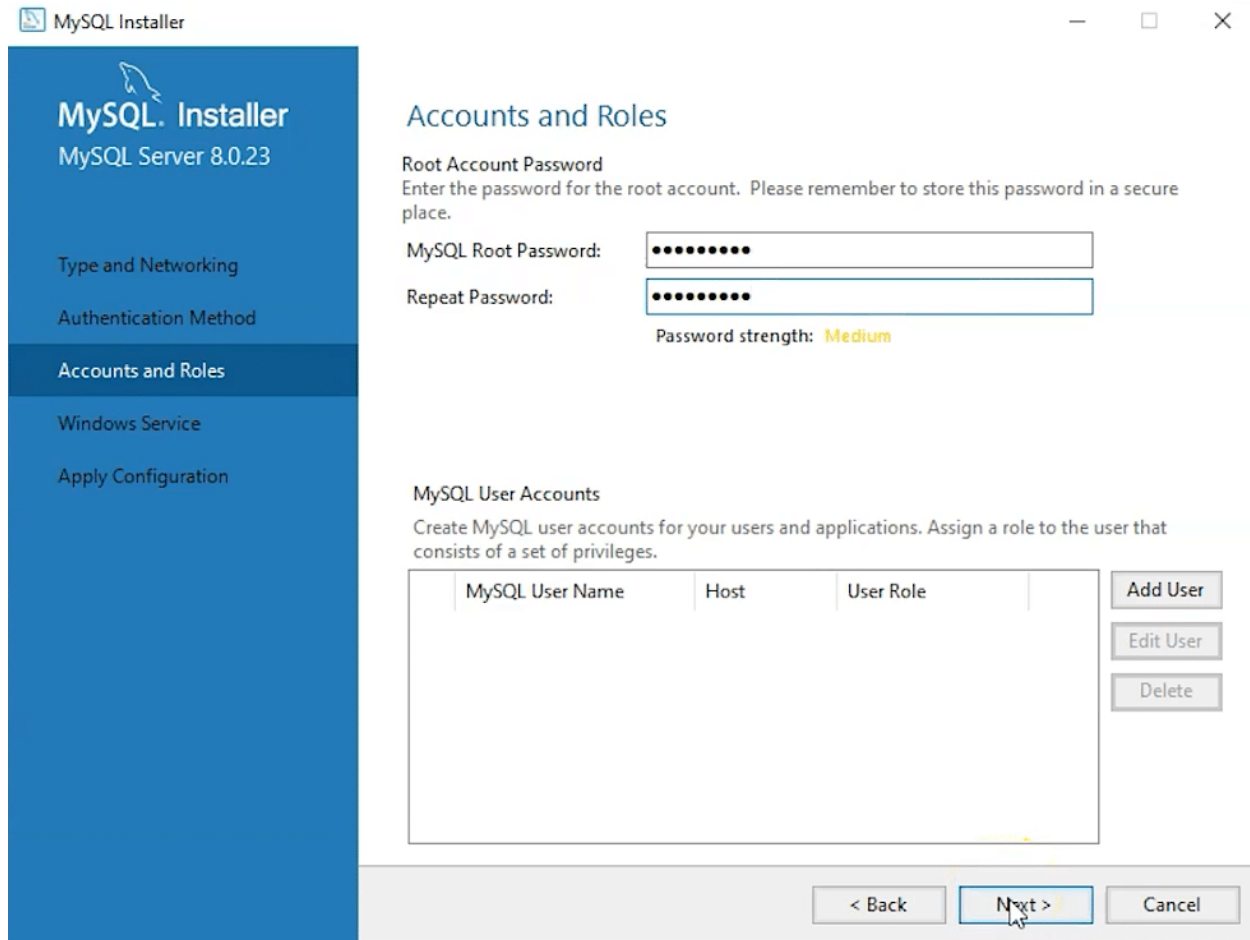 MySQL Installer
MySQL. Installer
MySQL Server 8.0.23
Type and Networking
Authentication Method
Accounts and Roles
Windows Service
Apply Configuration
Accounts and Roles
Root Account Password
Enter the password for the root account.  Please remember to store this password in a secure
place.
MySQL Root Password: •••••••••
Repeat Password: •••••••••
Password strength: Medium
MySQL User Accounts
Create MySQL user accounts for your users and applications. Assign a role to the user that
consists of a set of privileges.
MySQL User Name Host User Role
Add User
Edit User
Delete
< Back Next > Cancel